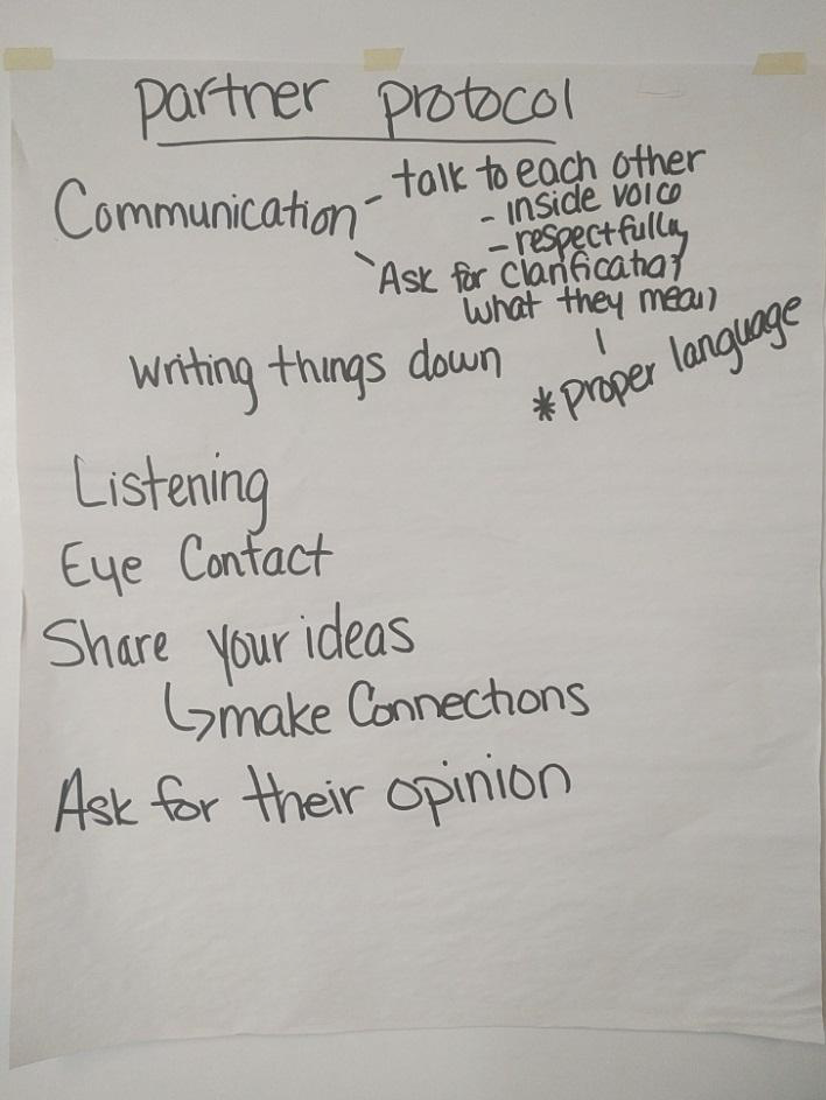 partner protocol
Communication - talk to each other
- inside voice
- respectfully
Ask for clarification
what they mean
* proper language
writing things down
Listening
Eye Contact
Share your ideas
↳ make Connections
Ask for their opinion